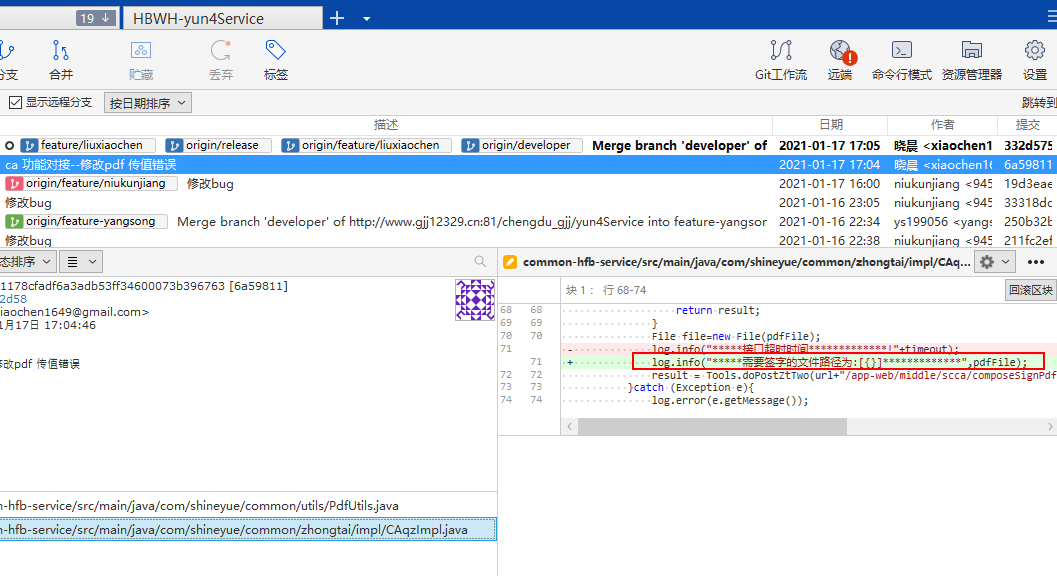 19 ↓ HBWH-yun4Service
分支 合并 贮藏 丢弃 标签 Git工作流 远端 命令行模式 资源管理器 设置
显示远程分支 按日期排序 跳转到
描述 日期 作者 提交
feature/liuxiaochen origin/release origin/feature/liuxiaochen origin/developer Merge branch 'developer' of 2021-01-17 17:05 晓晨 <xiaochen1 332d575
ca 功能对接--修改pdf 传值错误 2021-01-17 17:04 晓晨 <xiaochen16 6a59811
origin/feature/niukunjiang 修改bug 2021-01-17 16:00 niukunjiang <945 19d3eae
修改bug 2021-01-16 23:05 niukunjiang <945 33318dc
origin/feature-yangsong Merge branch 'developer' of http://www.gjj12329.cn:81/chengdu_gjj/yun4Service into feature-yangsor 2021-01-16 22:34 ys199056 <yangs 250b32b
修改bug 2021-01-16 22:38 niukunjiang <945 211fc2ef
态排序
1178cfadf6a3adb53ff34600073b396763 [6a59811]
2d58
iaochen1649@gmail.com>
1月17日 17:04:46
修改pdf 传值错误
n-hfb-service/src/main/java/com/shineyue/common/utils/PdfUtils.java
n-hfb-service/src/main/java/com/shineyue/common/zhongtai/impl/CAqzImpl.java
common-hfb-service/src/main/java/com/shineyue/common/zhongtai/impl/CAq...
块 1： 行 68-74 回滚区块
68 68 return result;
69 69 }
70 70 File file=new File(pdfFile);
71 - log.info("*****接口超时时间*************!"+timeout);
71 + log.info("*****需要签字的文件路径为:[{}]*************",pdfFile);
72 72 result = Tools.doPostZtTwo(url+"/app-web/middle/scca/composeSignPdf
73 73 }catch (Exception e){
74 74 log.error(e.getMessage());